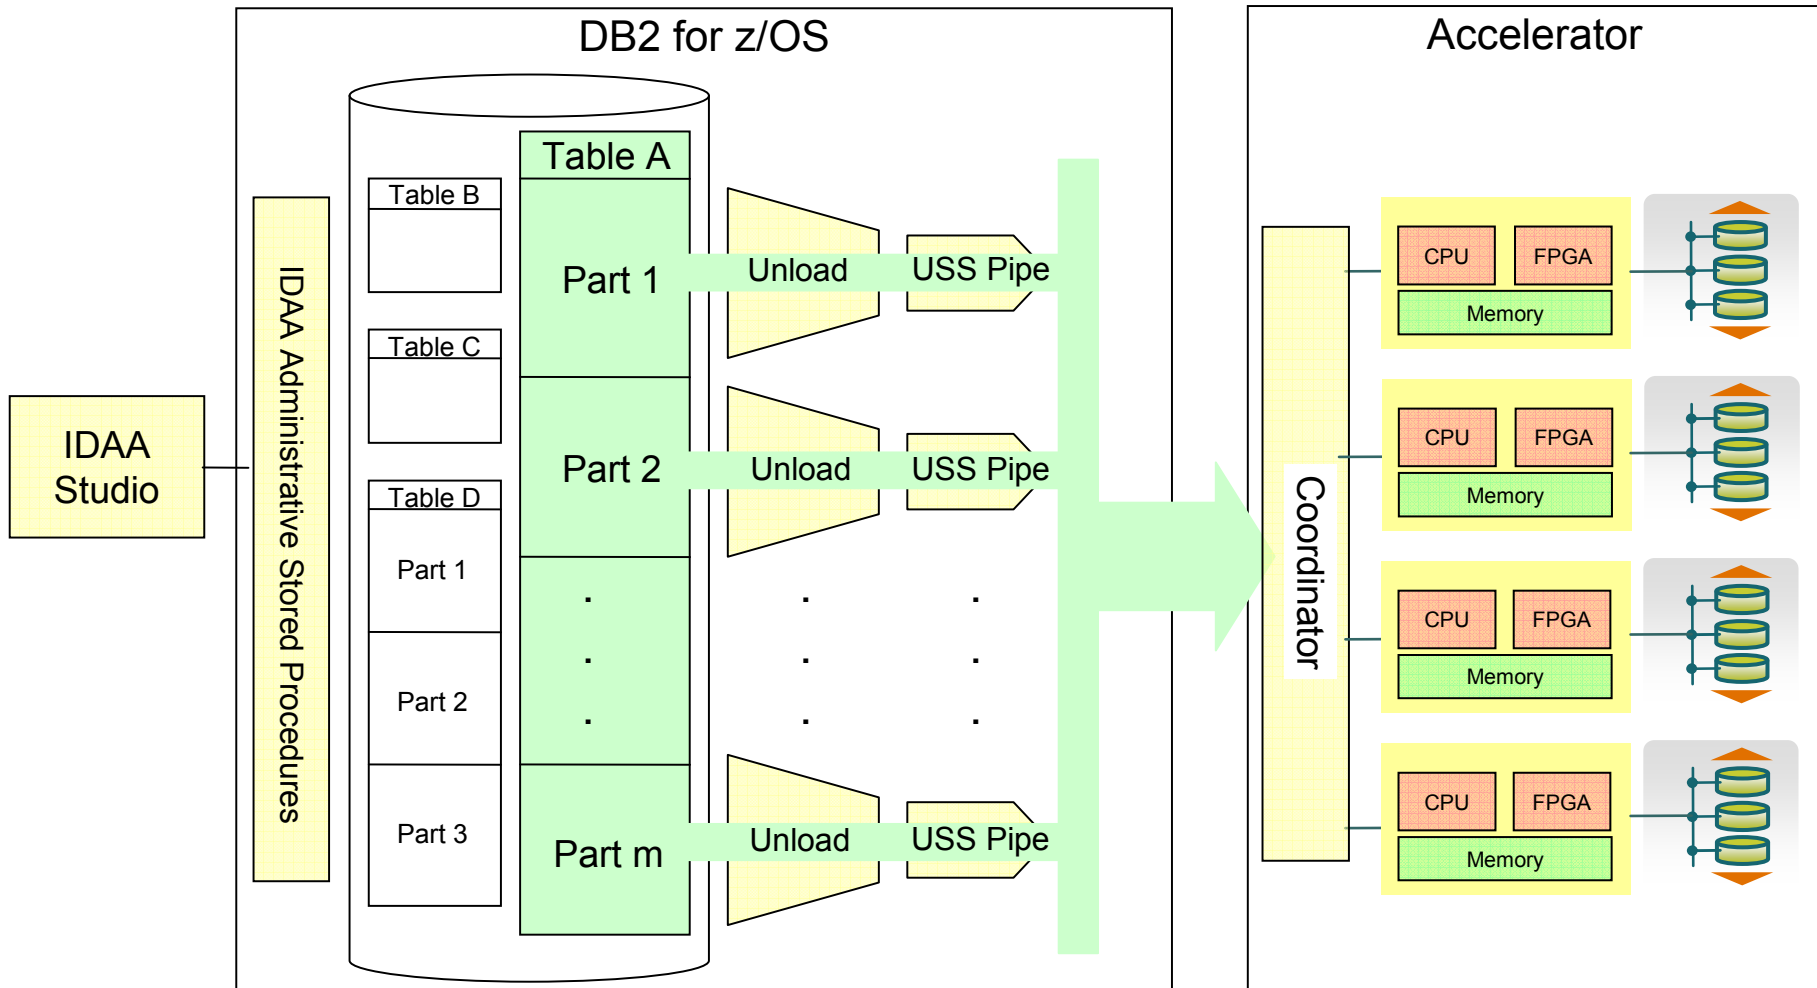 DB2 for z/OS
Accelerator
IDAA
Studio
IDAA Administrative Stored Procedures
Table B
Table C
Table D
Part 1
Part 2
Part 3
Table A
Part 1
Part 2
.
.
.
Part m
Unload
USS Pipe
Unload
USS Pipe
. .
. .
. .
Unload
USS Pipe
Coordinator
CPU
FPGA
Memory
CPU
FPGA
Memory
CPU
FPGA
Memory
CPU
FPGA
Memory